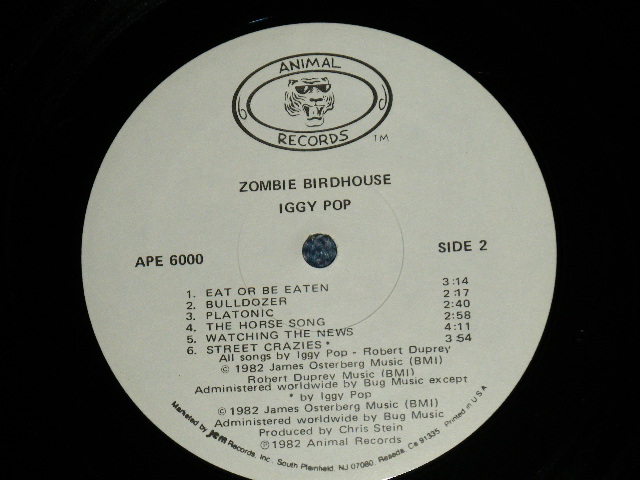 ANIMAL
RECORDS
TM
ZOMBIE BIRDHOUSE
IGGY POP
APE 6000
SIDE 2
1. EAT OR BE EATEN 3:14
2. BULLDOZER 2:17
3. PLATONIC 2:40
4. THE HORSE SONG 2:58
5. WATCHING THE NEWS 4:11
6. STREET CRAZIES* 3:54
All songs by Iggy Pop - Robert Duprey
© 1982 James Osterberg Music (BMI)
Robert Duprey Music (BMI)
Administered worldwide by Bug Music except
* by Iggy Pop
© 1982 James Osterberg Music (BMI)
Administered worldwide by Bug Music
Produced by Chris Stein
℗ 1982 Animal Records
Marketed by jem Records, Inc. South Plainfield, NJ 07080, Reseda, Ca 91335 Printed in U.S.A